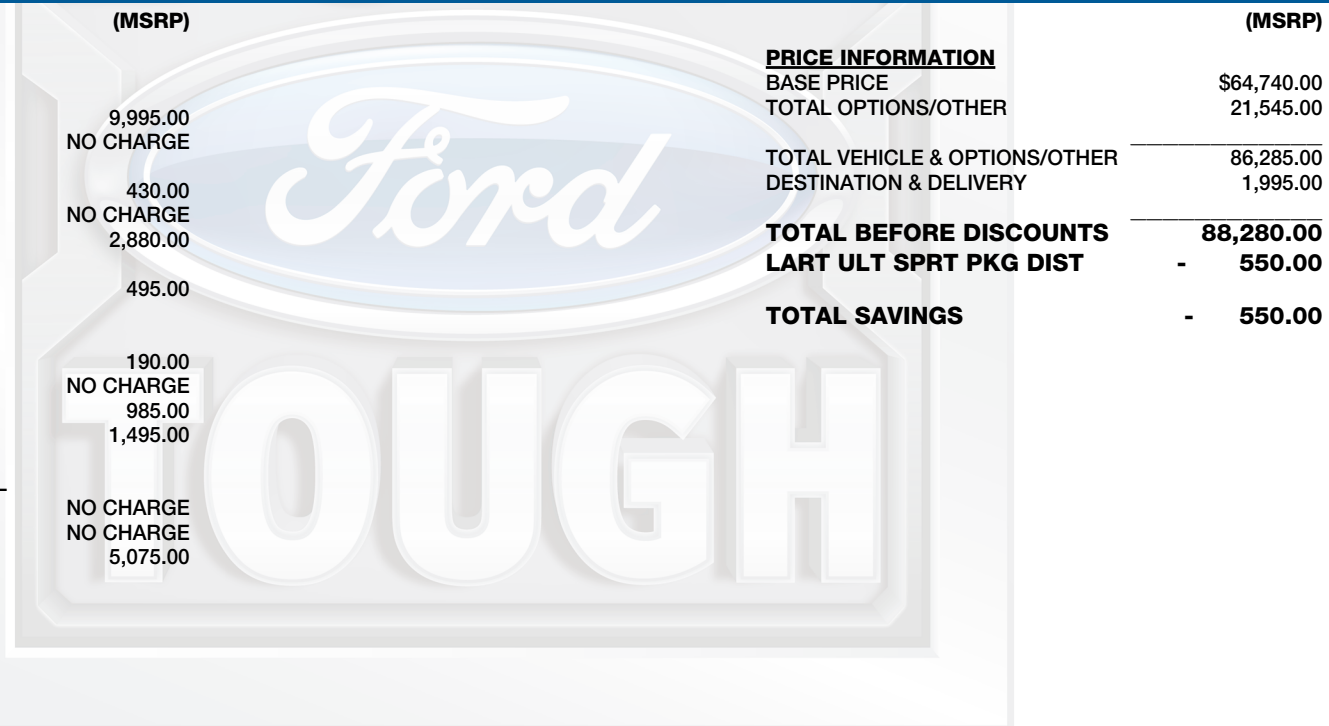 (MSRP)
9,995.00
NO CHARGE
430.00
NO CHARGE
2,880.00
495.00
190.00
NO CHARGE
985.00
1,495.00
NO CHARGE
NO CHARGE
5,075.00
(MSRP)
PRICE INFORMATION
BASE PRICE $64,740.00
TOTAL OPTIONS/OTHER 21,545.00
TOTAL VEHICLE & OPTIONS/OTHER 86,285.00
DESTINATION & DELIVERY 1,995.00
TOTAL BEFORE DISCOUNTS 88,280.00
LART ULT SPRT PKG DIST - 550.00
TOTAL SAVINGS - 550.00
Ford
TOUGH